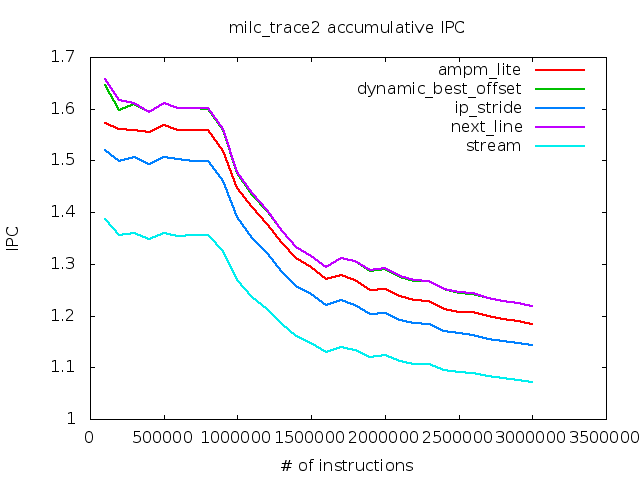 milc_trace2 accumulative IPC
1.7
1.6
1.5
1.4
1.3
1.2
1.1
1
IPC
ampm_lite
dynamic_best_offset
ip_stride
next_line
stream
0 500000 1000000 1500000 2000000 2500000 3000000 3500000
# of instructions